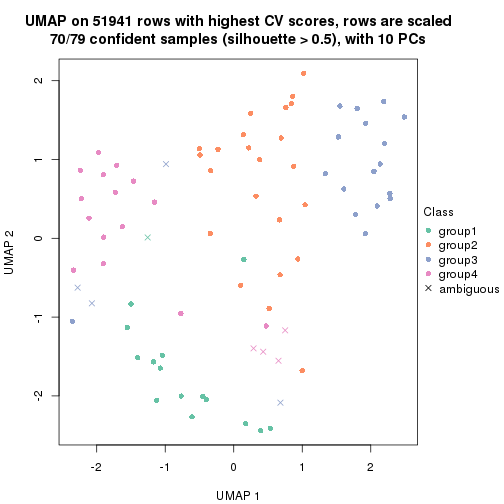 UMAP on 51941 rows with highest CV scores, rows are scaled
70/79 confident samples (silhouette > 0.5), with 10 PCs
2
1
0
-1
-2
UMAP 2
-2
-1
0
1
2
UMAP 1
Class
group1
group2
group3
group4
ambiguous